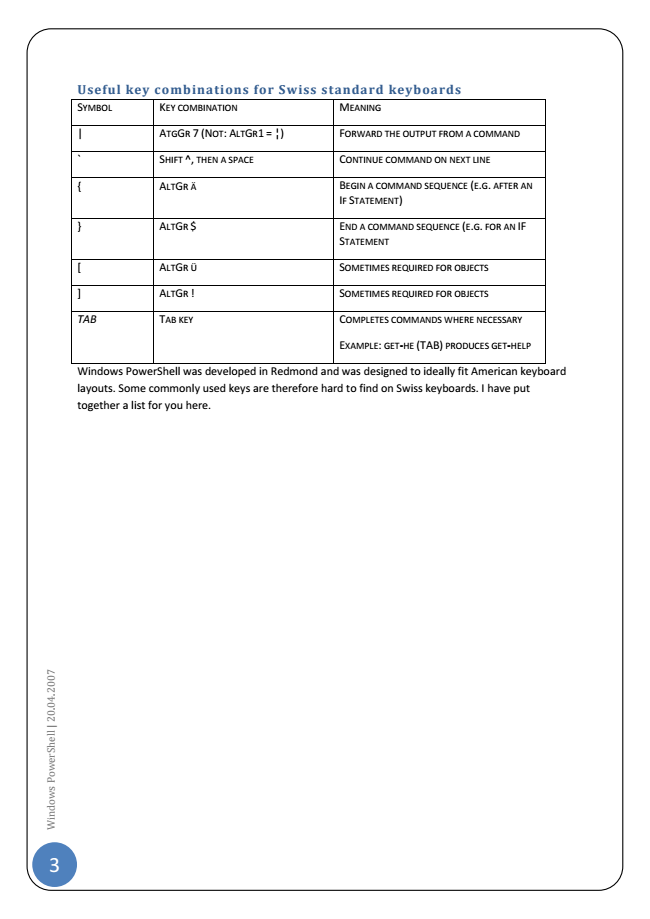 Useful key combinations for Swiss standard keyboards
Symbol Key combination Meaning
| AtgGr 7 (Not: AltGr1 = ¦) Forward the output from a command
` Shift ^, then a space Continue command on next line
{ AltGr ä Begin a command sequence (e.g. after an
If Statement)
} AltGr $ End a command sequence (e.g. for an IF
Statement
[ AltGr ü Sometimes required for objects
] AltGr ! Sometimes required for objects
TAB Tab key Completes commands where necessary
Example: get-he (TAB) produces get-help
Windows PowerShell was developed in Redmond and was designed to ideally fit American keyboard
layouts. Some commonly used keys are therefore hard to find on Swiss keyboards. I have put
together a list for you here.
Windows PowerShell | 20.04.2007
3